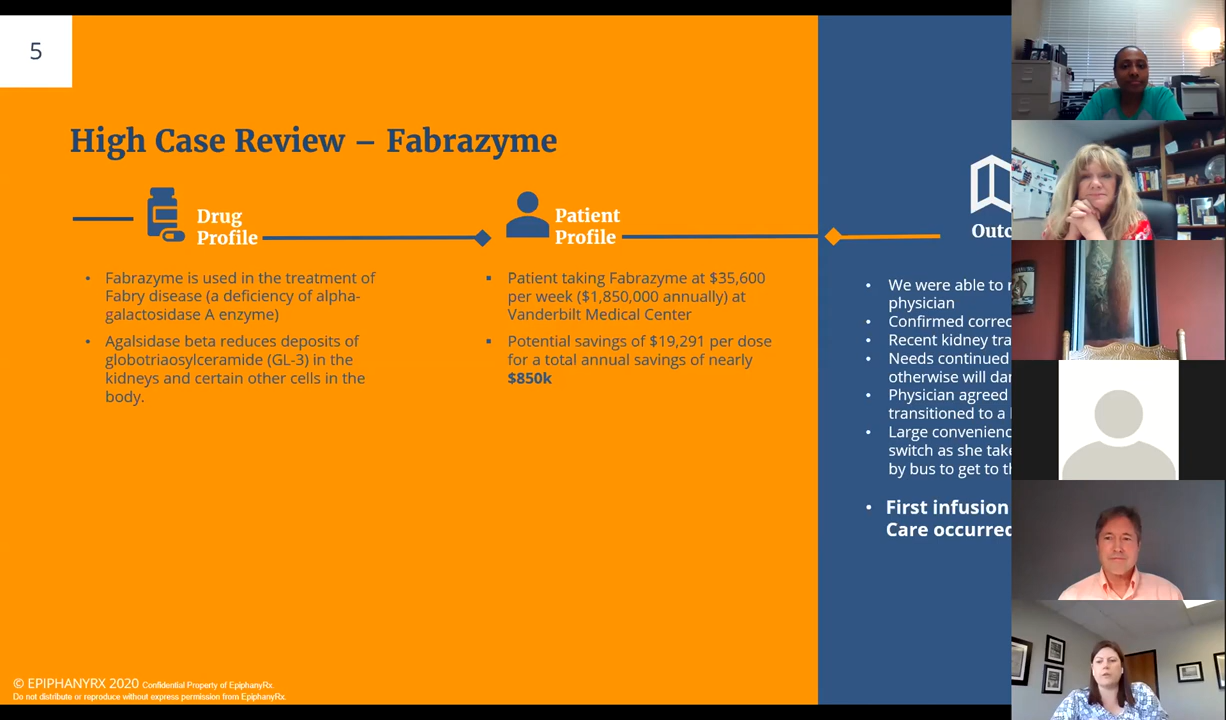 5
High Case Review – Fabrazyme
Drug
Profile
• Fabrazyme is used in the treatment of
Fabry disease (a deficiency of alpha-
galactosidase A enzyme)
• Agalsidase beta reduces deposits of
globotriaosylceramide (GL-3) in the
kidneys and certain other cells in the
body.
Patient
Profile
▪ Patient taking Fabrazyme at $35,600
per week ($1,850,000 annually) at
Vanderbilt Medical Center
▪ Potential savings of $19,291 per dose
for a total annual savings of nearly
$850k
Outc
• We were able to
physician
• Confirmed correc
• Recent kidney tra
• Needs continued
otherwise will dam
• Physician agreed
transitioned to a
• Large convenienc
switch as she take
by bus to get to th
• First infusion
Care occurred
© EPIPHANYRX 2020 Confidential Property of EpiphanyRx.
Do not distribute or reproduce without express permission from EpiphanyRx.